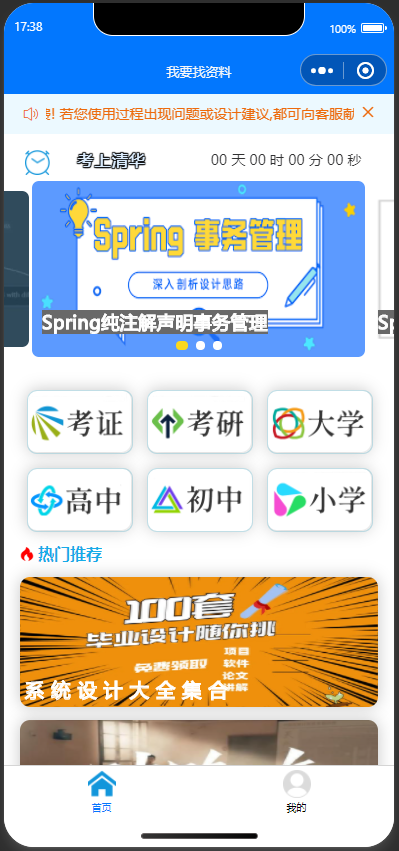 17:38
100%
我要找资料
若您使用过程出现问题或设计建议,都可向客服献
考上清华
00 天 00 时 00 分 00 秒
Spring 事务管理
深入剖析设计思路
Spring纯注解声明事务管理
考证
考研
大学
高中
初中
小学
热门推荐
100套
毕业设计随你挑
免费领取
项目
软件
论文
讲解
系统设计大全集合
首页
我的